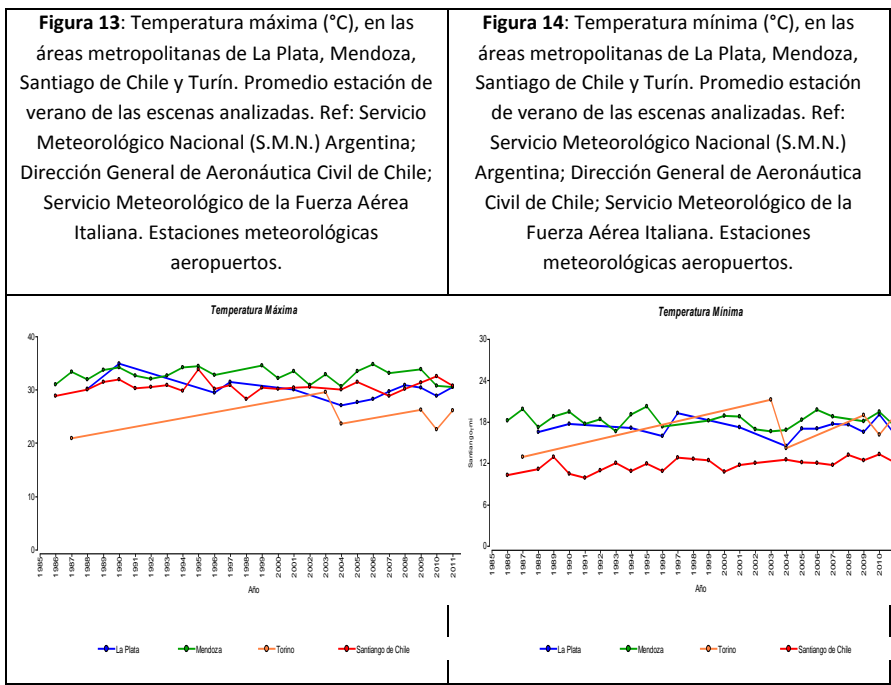 Figura 13: Temperatura máxima (°C), en las
áreas metropolitanas de La Plata, Mendoza,
Santiago de Chile y Turín. Promedio estación de
verano de las escenas analizadas. Ref: Servicio
Meteorológico Nacional (S.M.N.) Argentina;
Dirección General de Aeronáutica Civil de Chile;
Servicio Meteorológico de la Fuerza Aérea
Italiana. Estaciones meteorológicas
aeropuertos.
Figura 14: Temperatura mínima (°C), en las
áreas metropolitanas de La Plata, Mendoza,
Santiago de Chile y Turín. Promedio estación
de verano de las escenas analizadas. Ref:
Servicio Meteorológico Nacional (S.M.N.)
Argentina; Dirección General de Aeronáutica
Civil de Chile; Servicio Meteorológico de la
Fuerza Aérea Italiana. Estaciones
meteorológicas aeropuertos.
Temperatura Máxima
40
30
20
10
0
1985
1986
1987
1988
1989
1990
1991
1992
1993
1994
1995
1996
1997
1998
1999
2000
2001
2002
2003
2004
2005
2006
2007
2008
2009
2010
2011
Año
La Plata
Mendoza
Torino
Santiango de Chile
Temperatura Mínima
Santiangoymi
30
24
18
12
6
0
1985
1986
1987
1988
1989
1990
1991
1992
1993
1994
1995
1996
1997
1998
1999
2000
2001
2002
2003
2004
2005
2006
2007
2008
2009
2010
Año
La Plata
Mendoza
Torino
Santiango de Chile